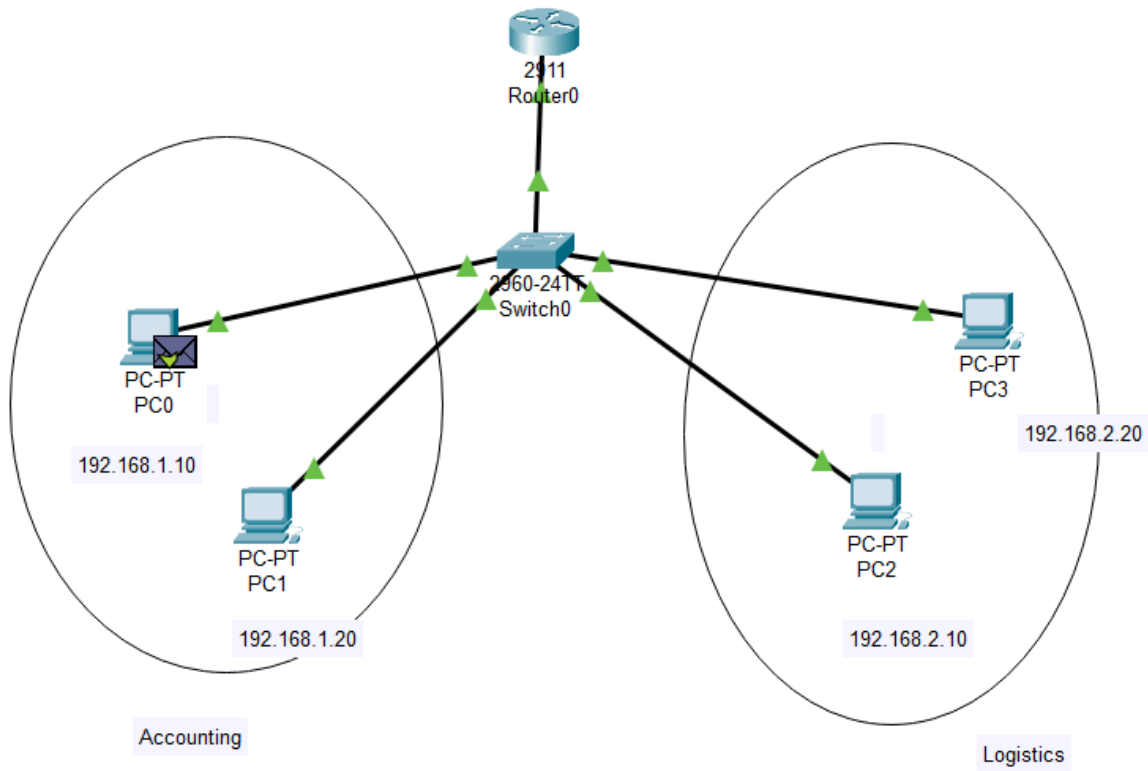 2911
Router0
2960-24TT
Switch0
PC-PT
PC0
192.168.1.10
PC-PT
PC1
192.168.1.20
PC-PT
PC3
192.168.2.20
PC-PT
PC2
192.168.2.10
Accounting
Logistics